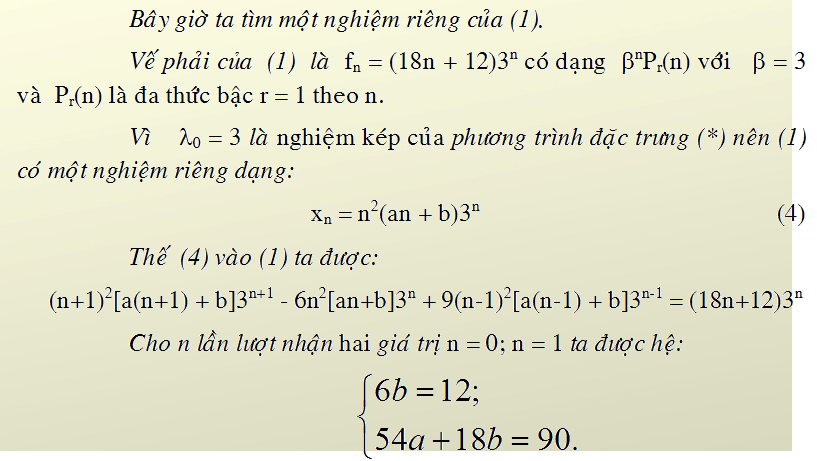 Bây giờ ta tìm một nghiệm riêng của (1).
Vế phải của (1) là fₙ = (18n + 12)3ⁿ có dạng βⁿPᵣ(n) với β = 3
và Pᵣ(n) là đa thức bậc r = 1 theo n.
Vì λ₀ = 3 là nghiệm kép của phương trình đặc trưng (*) nên (1)
có một nghiệm riêng dạng:
xₙ = n²(an + b)3ⁿ (4)
Thế (4) vào (1) ta được:
(n+1)²[a(n+1) + b]3ⁿ⁺¹ - 6n²[an+b]3ⁿ + 9(n-1)²[a(n-1) + b]3ⁿ⁻¹ = (18n+12)3ⁿ
Cho n lần lượt nhận hai giá trị n = 0; n = 1 ta được hệ:
6b = 12;
54a + 18b = 90.